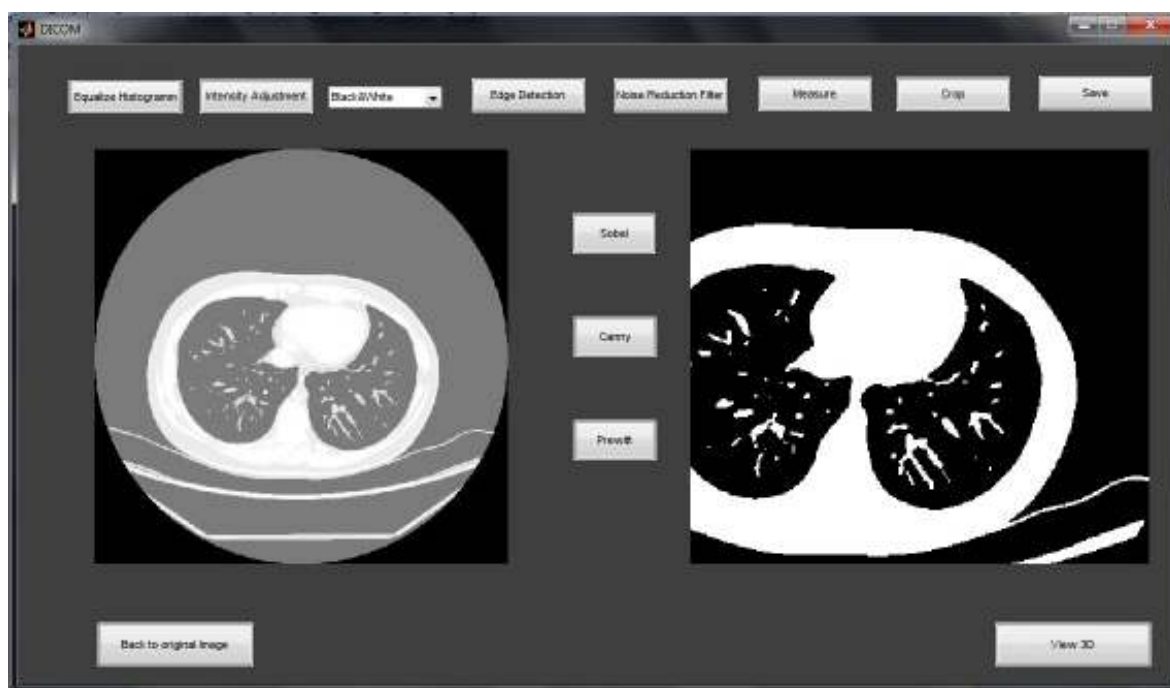 DICOM
Equalize Histogramm
Intensity Adjustment
Black&White
Edge Detection
Noise Reduction Filter
Measure
Crop
Save
Sobel
Canny
Prewitt
Back to original Image
View 3D